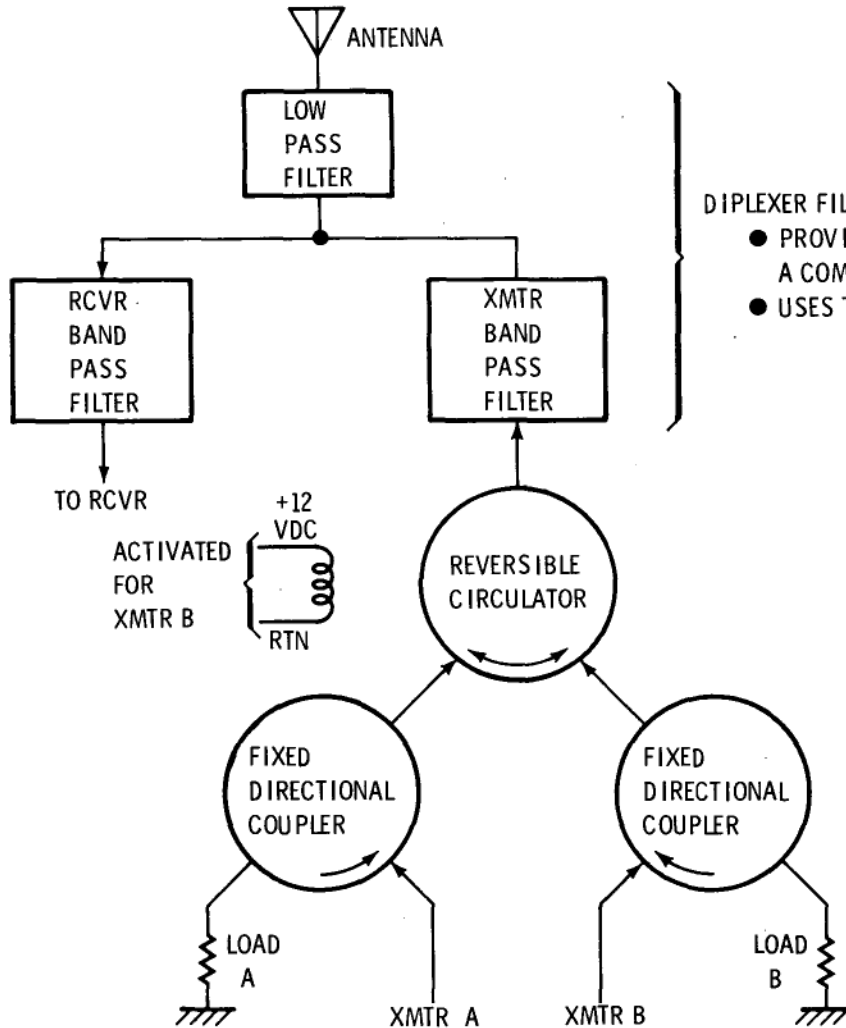 ANTENNA
LOW
PASS
FILTER
DIPLEXER FIL
● PROVI
A COM
● USES T
RCVR
BAND
PASS
FILTER
XMTR
BAND
PASS
FILTER
TO RCVR
+12
VDC
ACTIVATED
FOR
XMTR B
RTN
REVERSIBLE
CIRCULATOR
FIXED
DIRECTIONAL
COUPLER
FIXED
DIRECTIONAL
COUPLER
LOAD
A
LOAD
B
XMTR A
XMTR B